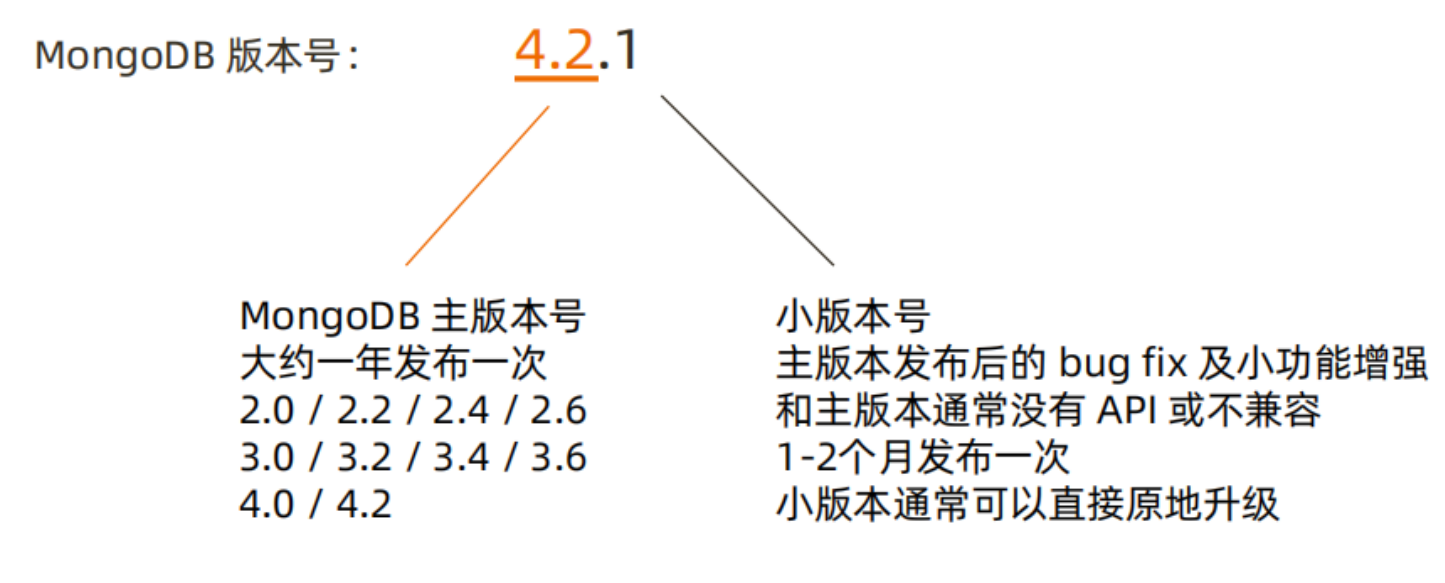 MongoDB 版本号： 4.2.1
MongoDB 主版本号
大约一年发布一次
2.0 / 2.2 / 2.4 / 2.6
3.0 / 3.2 / 3.4 / 3.6
4.0 / 4.2
小版本号
主版本发布后的 bug fix 及小功能增强
和主版本通常没有 API 或不兼容
1-2个月发布一次
小版本通常可以直接原地升级